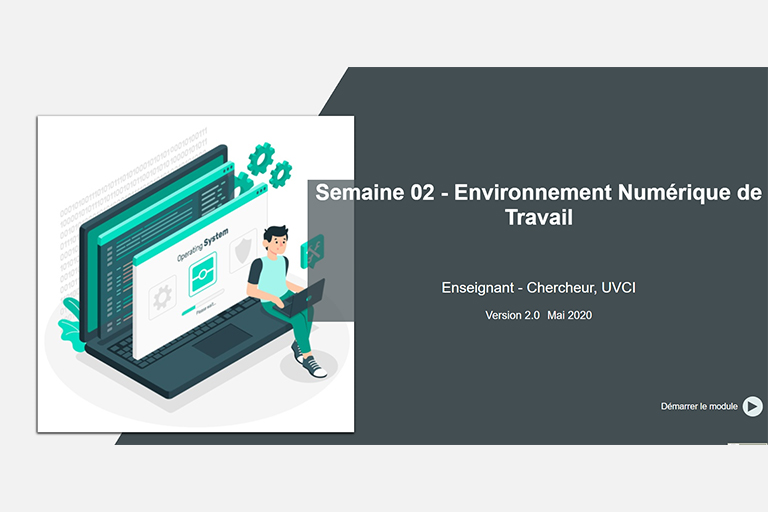 Semaine 02 - Environnement Numérique de
Travail
Enseignant - Chercheur, UVCI
Version 2.0 Mai 2020
Démarrer le module
Operating System
Please wait...